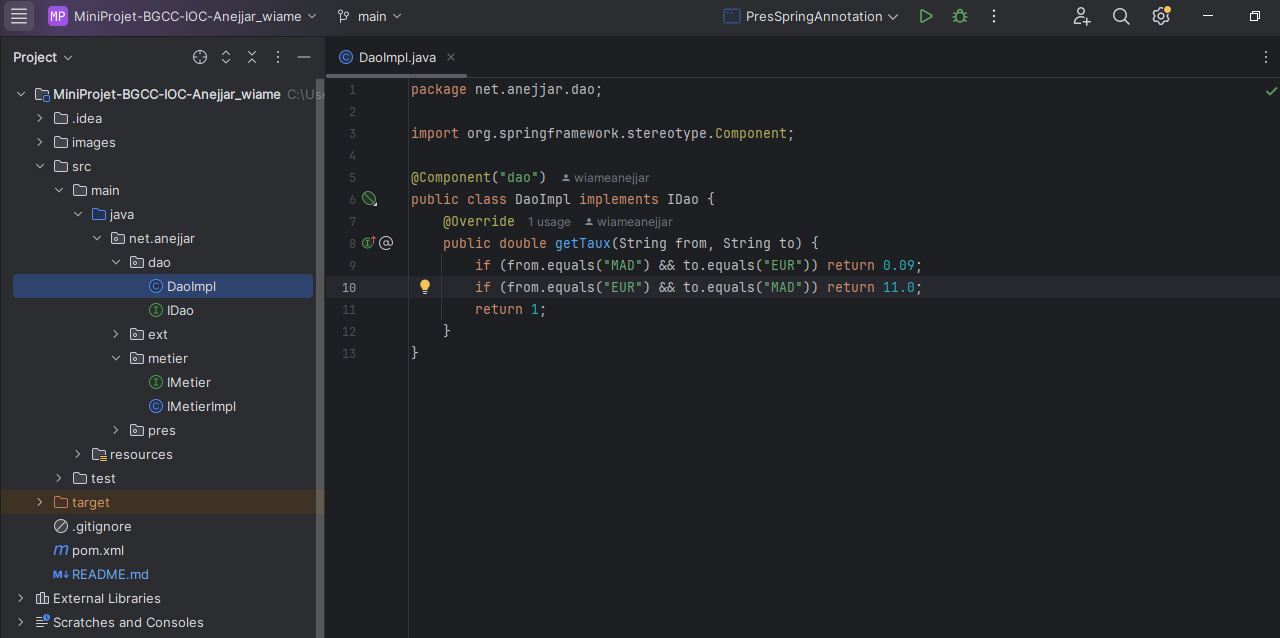 MP MiniProjet-BGCC-IOC-Anejjar_wiame main PresSpringAnnotation
Project
DaoImpl.java
MiniProjet-BGCC-IOC-Anejjar_wiame C:\Use
.idea
images
src
main
java
net.anejjar
dao
DaoImpl
IDao
ext
metier
IMetier
IMetierImpl
pres
resources
test
target
.gitignore
pom.xml
README.md
External Libraries
Scratches and Consoles
1 package net.anejjar.dao;
2
3 import org.springframework.stereotype.Component;
4
5 @Component("dao") wiameanejjar
6 public class DaoImpl implements IDao {
7 @Override 1 usage wiameanejjar
8 public double getTaux(String from, String to) {
9 if (from.equals("MAD") && to.equals("EUR")) return 0.09;
10 if (from.equals("EUR") && to.equals("MAD")) return 11.0;
11 return 1;
12 }
13 }